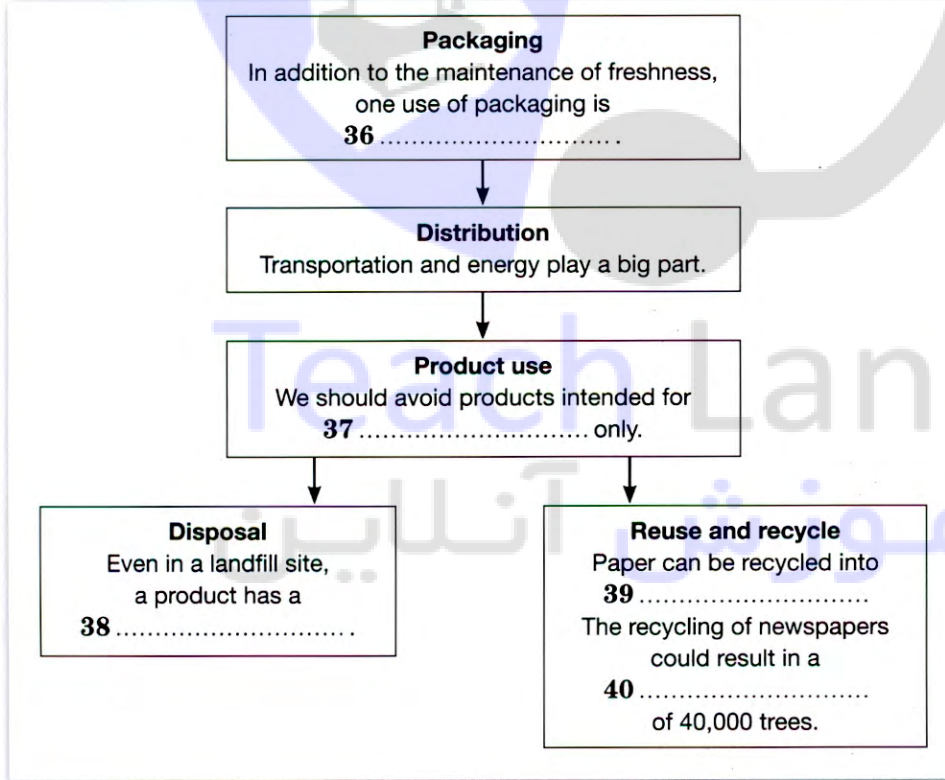 Packaging
In addition to the maintenance of freshness,
one use of packaging is
36 ..............................
Distribution
Transportation and energy play a big part.
Product use
We should avoid products intended for
37 ............................. only.
Disposal
Even in a landfill site,
a product has a
38 ..............................
Reuse and recycle
Paper can be recycled into
39 .............................
The recycling of newspapers
could result in a
40 .............................
of 40,000 trees.
Teach Lan
آنلاین